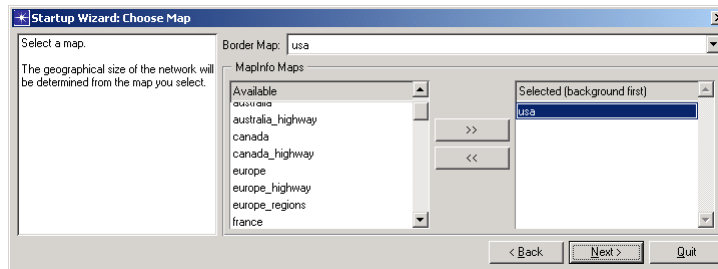 Startup Wizard: Choose Map
Select a map.
The geographical size of the network will
be determined from the map you select.
Border Map: usa
MapInfo Maps
Available
australia
australia_highway
canada
canada_highway
europe
europe_highway
europe_regions
france
>>
<<
Selected (background first)
usa
< Back
Next >
Quit